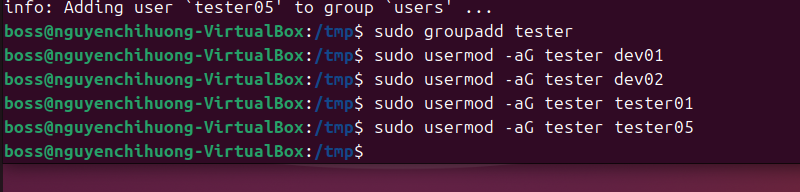 info: Adding user `tester05' to group `users' ...
boss@nguyenchihuong-VirtualBox:/tmp$ sudo groupadd tester
boss@nguyenchihuong-VirtualBox:/tmp$ sudo usermod -aG tester dev01
boss@nguyenchihuong-VirtualBox:/tmp$ sudo usermod -aG tester dev02
boss@nguyenchihuong-VirtualBox:/tmp$ sudo usermod -aG tester tester01
boss@nguyenchihuong-VirtualBox:/tmp$ sudo usermod -aG tester tester05
boss@nguyenchihuong-VirtualBox:/tmp$